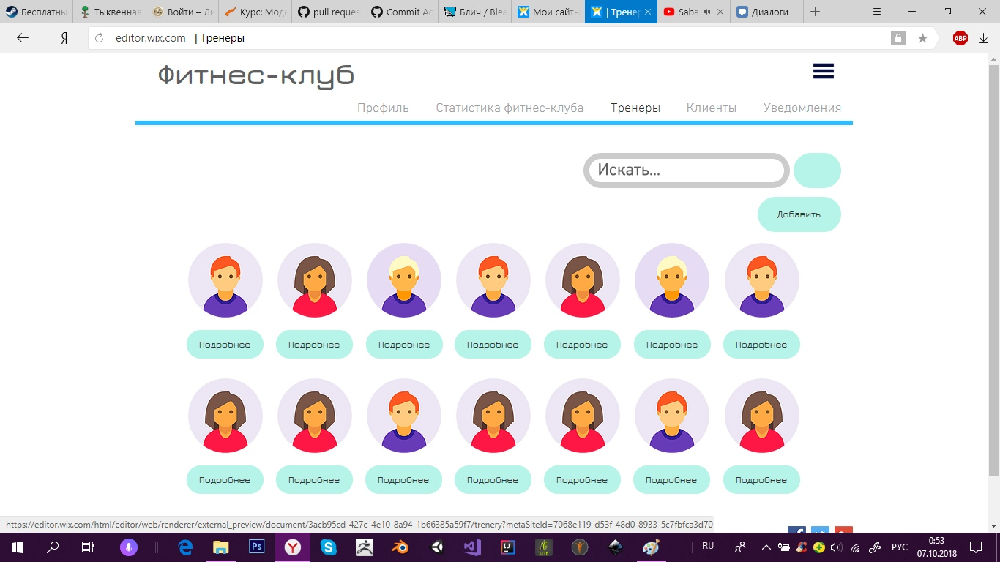 Бесплатны
Тыквенная
Войти – Ли
Курс: Мод
pull reques
Commit Ac
Блич / Blea
Мои сайты
| Тренер
Saba
Диалоги
Я editor.wix.com | Тренеры ABP
Фитнес-клуб
Профиль Статистика фитнес-клуба Тренеры Клиенты Уведомления
Искать...
Добавить
Подробнее Подробнее Подробнее Подробнее Подробнее Подробнее Подробнее
Подробнее Подробнее Подробнее Подробнее Подробнее Подробнее Подробнее
https://editor.wix.com/html/editor/web/renderer/external_preview/document/3acb95cd-427e-4e10-8a94-1b66385a59f7/trenery?metaSiteId=7068e119-d53f-48d0-8933-5c7fbfca3d70
RU
РУС
0:53
07.10.2018